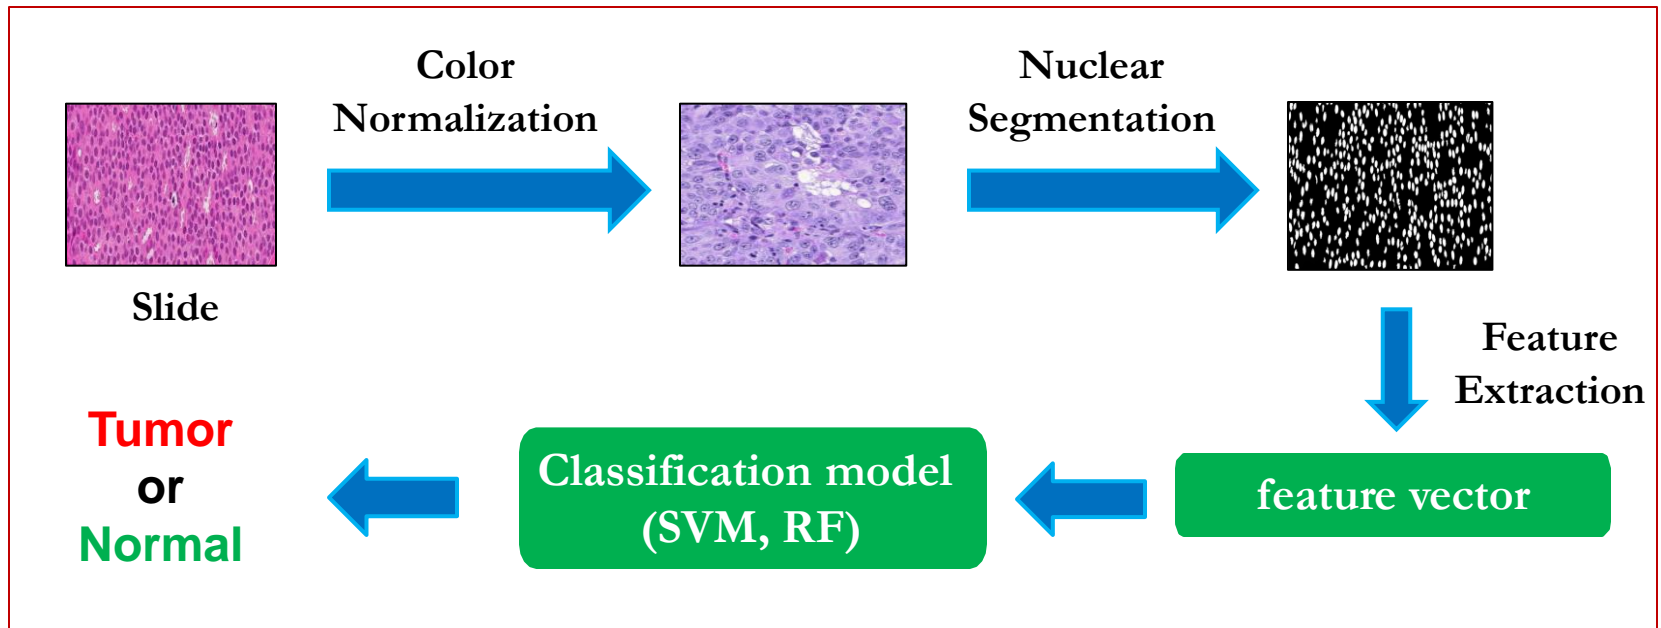 Color
Normalization
Nuclear
Segmentation
Slide
Feature
Extraction
feature vector
Classification model
(SVM, RF)
Tumor
or
Normal